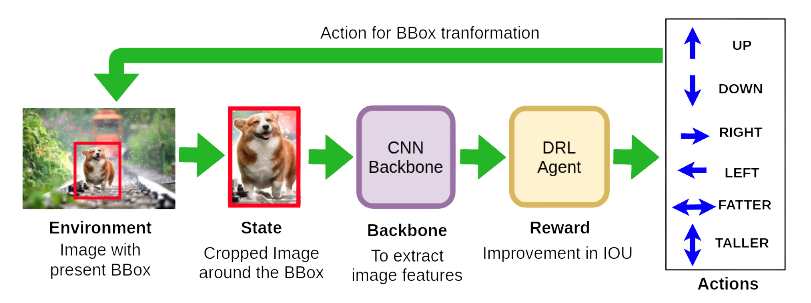 Action for BBox tranformation
Environment
Image with
present BBox
State
Cropped Image
around the BBox
CNN
Backbone
Backbone
To extract
image features
DRL
Agent
Reward
Improvement in IOU
UP
DOWN
RIGHT
LEFT
FATTER
TALLER
Actions